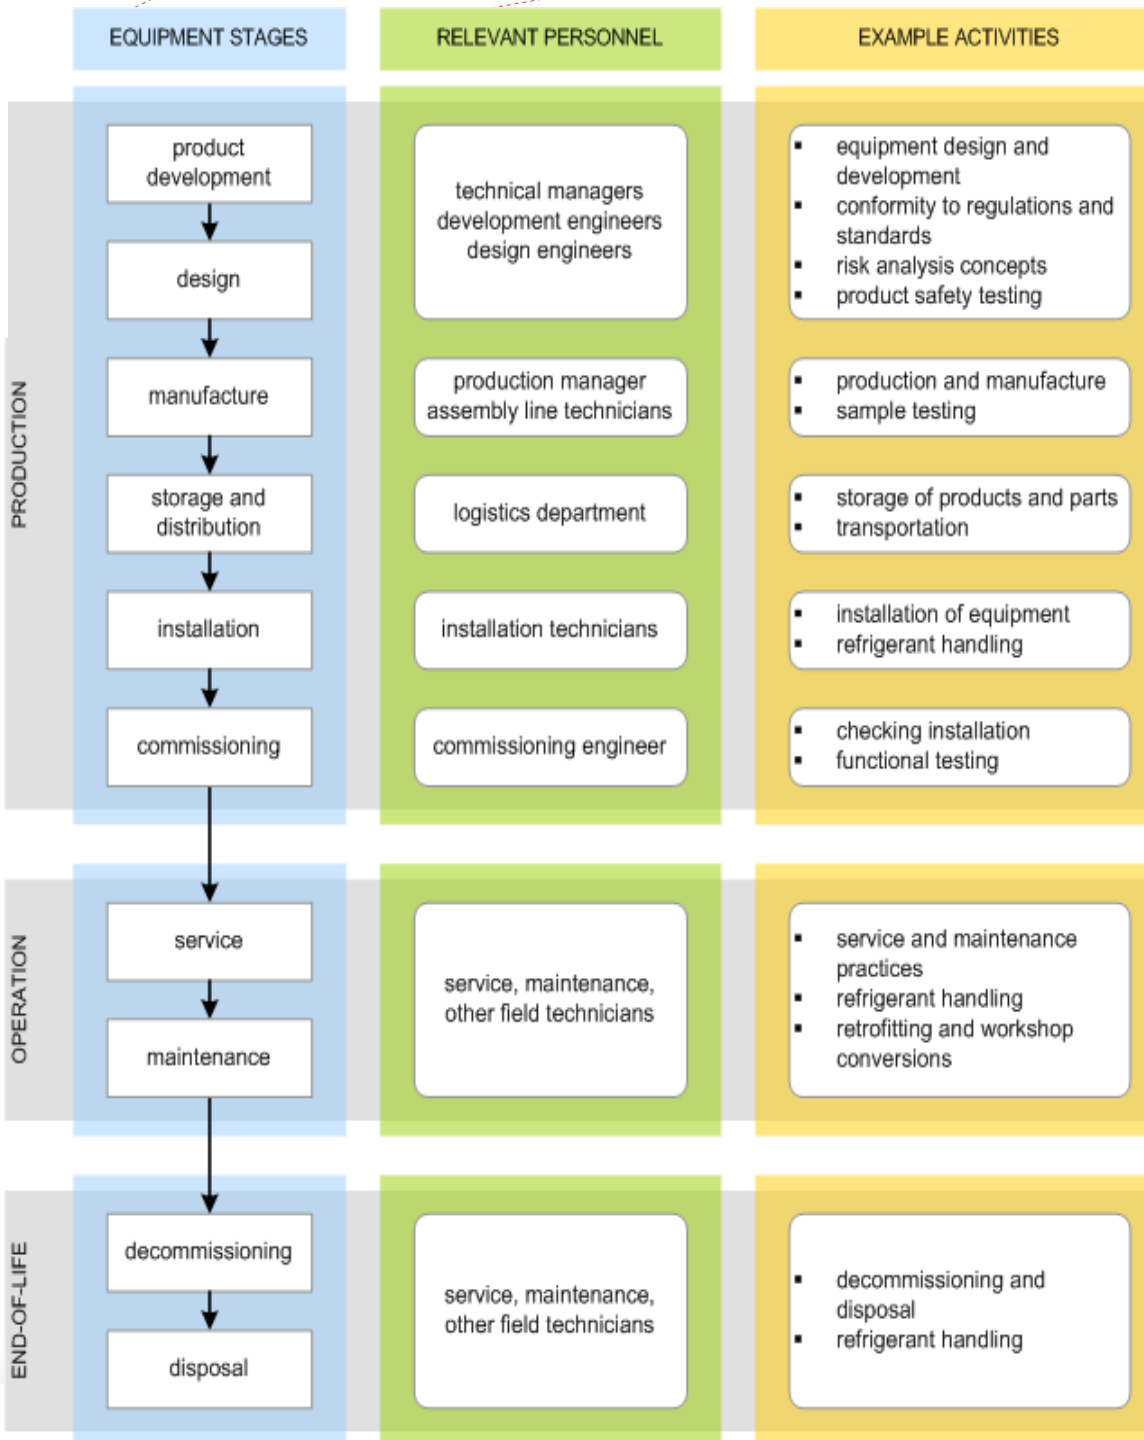 EQUIPMENT STAGES
RELEVANT PERSONNEL
EXAMPLE ACTIVITIES
PRODUCTION
product
development
technical managers
development engineers
design engineers
▪ equipment design and
development
▪ conformity to regulations and
standards
▪ risk analysis concepts
▪ product safety testing
design
manufacture
production manager
assembly line technicians
▪ production and manufacture
▪ sample testing
storage and
distribution
logistics department
▪ storage of products and parts
▪ transportation
installation
installation technicians
▪ installation of equipment
▪ refrigerant handling
commissioning
commissioning engineer
▪ checking installation
▪ functional testing
OPERATION
service
maintenance
service, maintenance,
other field technicians
▪ service and maintenance
practices
▪ refrigerant handling
▪ retrofitting and workshop
conversions
END-OF-LIFE
decommissioning
disposal
service, maintenance,
other field technicians
▪ decommissioning and
disposal
▪ refrigerant handling